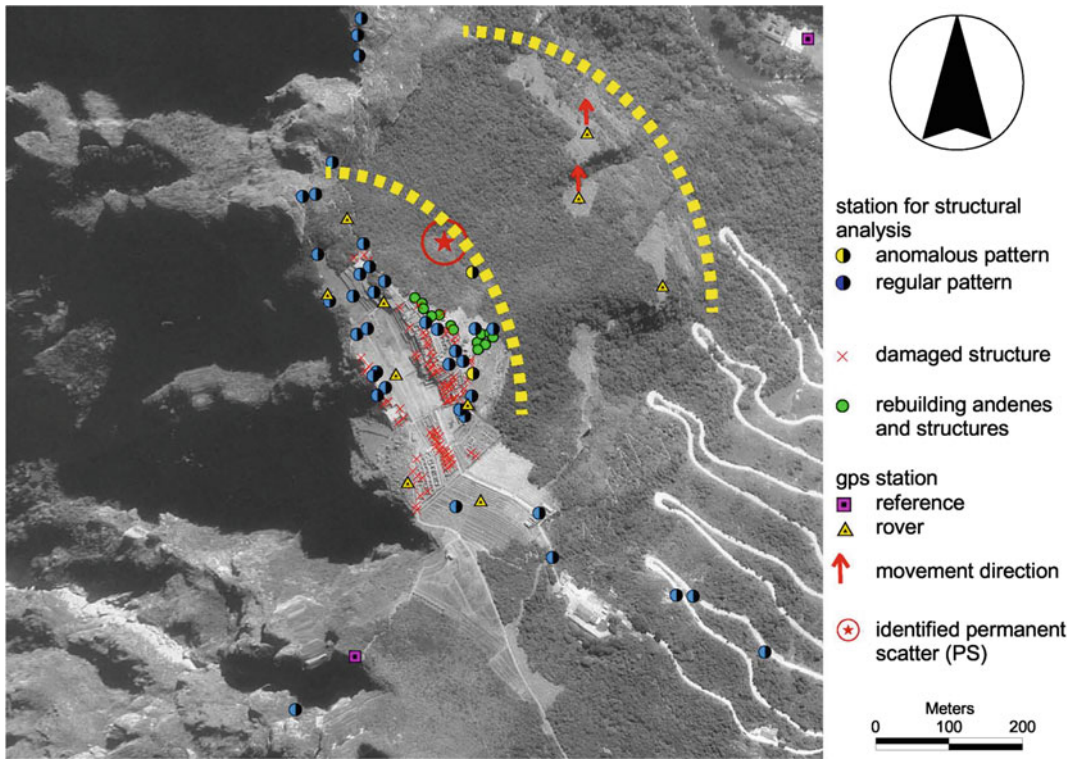 station for structural
analysis
anomalous pattern
regular pattern
damaged structure
rebuilding andenes
and structures
gps station
reference
rover
movement direction
identified permanent
scatter (PS)
Meters
0 100 200